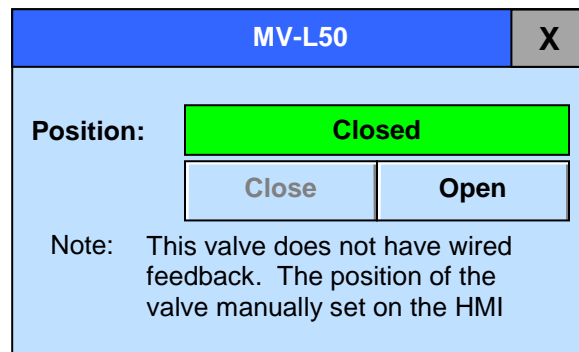 MV-L50 X
Position: Closed
Close Open
Note: This valve does not have wired
feedback. The position of the
valve manually set on the HMI